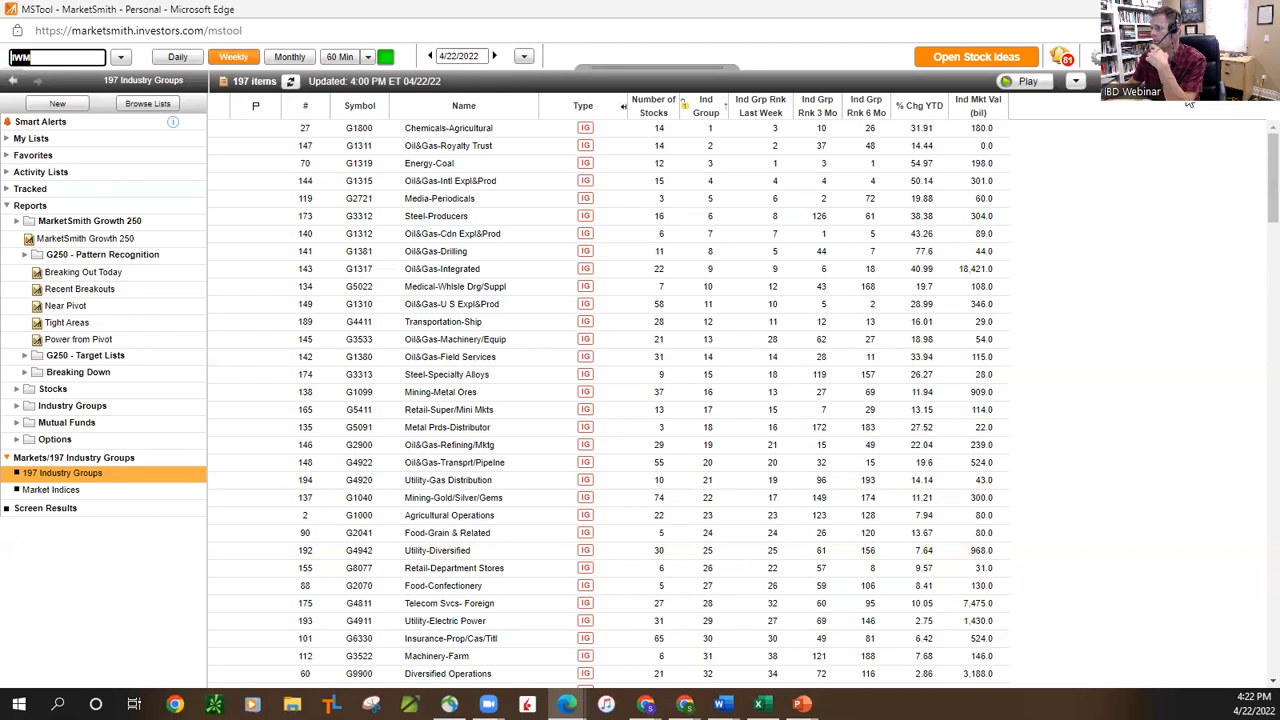 MSTool - MarketSmith - Personal - Microsoft Edge
https://marketsmith.investors.com/mstool
IWM Daily Weekly Monthly 60 Min 4/22/2022 Open Stock Ideas 81
IBD Webinar
197 Industry Groups 197 items Updated: 4:00 PM ET 04/22/22 Play
New Browse Lists
Smart Alerts
My Lists
Favorites
Activity Lists
Tracked
Reports
MarketSmith Growth 250
MarketSmith Growth 250
G250 - Pattern Recognition
Breaking Out Today
Recent Breakouts
Near Pivot
Tight Areas
Power from Pivot
G250 - Target Lists
Breaking Down
Stocks
Industry Groups
Mutual Funds
Options
Markets/197 Industry Groups
197 Industry Groups
Market Indices
Screen Results
# Symbol Name Type Number of Stocks Ind Group Ind Grp Rnk Last Week Ind Grp Rnk 3 Mo Ind Grp Rnk 6 Mo % Chg YTD Ind Mkt Val (bil)
27 G1800 Chemicals-Agricultural IG 14 1 3 10 26 31.91 180.0
147 G1311 Oil&Gas-Royalty Trust IG 14 2 2 37 48 14.44 0.0
70 G1319 Energy-Coal IG 12 3 1 3 1 54.97 198.0
144 G1315 Oil&Gas-Intl Expl&Prod IG 15 4 4 4 4 50.14 301.0
119 G2721 Media-Periodicals IG 3 5 6 2 72 19.88 60.0
173 G3312 Steel-Producers IG 16 6 8 126 61 38.38 304.0
140 G1312 Oil&Gas-Cdn Expl&Prod IG 6 7 7 1 5 43.26 89.0
141 G1381 Oil&Gas-Drilling IG 11 8 5 44 7 77.6 44.0
143 G1317 Oil&Gas-Integrated IG 22 9 9 6 18 40.99 18,421.0
134 G5022 Medical-Whlsle Drg/Suppl IG 7 10 12 43 168 19.7 108.0
149 G1310 Oil&Gas-U S Expl&Prod IG 58 11 10 5 2 28.99 346.0
189 G4411 Transportation-Ship IG 28 12 11 12 13 16.01 29.0
145 G3533 Oil&Gas-Machinery/Equip IG 21 13 28 62 27 18.98 54.0
142 G1380 Oil&Gas-Field Services IG 31 14 14 28 11 33.94 115.0
174 G3313 Steel-Specialty Alloys IG 9 15 18 119 157 26.27 28.0
138 G1099 Mining-Metal Ores IG 37 16 13 27 69 11.94 909.0
165 G5411 Retail-Super/Mini Mkts IG 13 17 15 7 29 13.15 114.0
135 G5091 Metal Prds-Distributor IG 3 18 16 172 183 27.52 22.0
146 G2900 Oil&Gas-Refining/Mktg IG 29 19 21 15 49 22.04 239.0
148 G4922 Oil&Gas-Transprt/Pipelne IG 55 20 20 32 15 19.6 524.0
194 G4920 Utility-Gas Distribution IG 10 21 19 96 193 14.14 43.0
137 G1040 Mining-Gold/Silver/Gems IG 74 22 17 149 174 11.21 300.0
2 G1000 Agricultural Operations IG 22 23 23 123 128 7.94 80.0
90 G2041 Food-Grain & Related IG 5 24 24 26 120 13.67 80.0
192 G4942 Utility-Diversified IG 30 25 25 61 156 7.64 968.0
155 G8077 Retail-Department Stores IG 6 26 22 57 8 9.57 31.0
88 G2070 Food-Confectionery IG 5 27 26 59 106 8.41 130.0
175 G4811 Telecom Svcs- Foreign IG 27 28 32 60 95 10.05 7,475.0
193 G4911 Utility-Electric Power IG 31 29 27 69 146 2.75 1,430.0
101 G6330 Insurance-Prop/Cas/Titl IG 65 30 30 49 81 6.42 524.0
112 G3522 Machinery-Farm IG 6 31 38 121 188 7.68 146.0
60 G9900 Diversified Operations IG 21 32 34 72 116 2.86 3,188.0
4:22 PM
4/22/2022